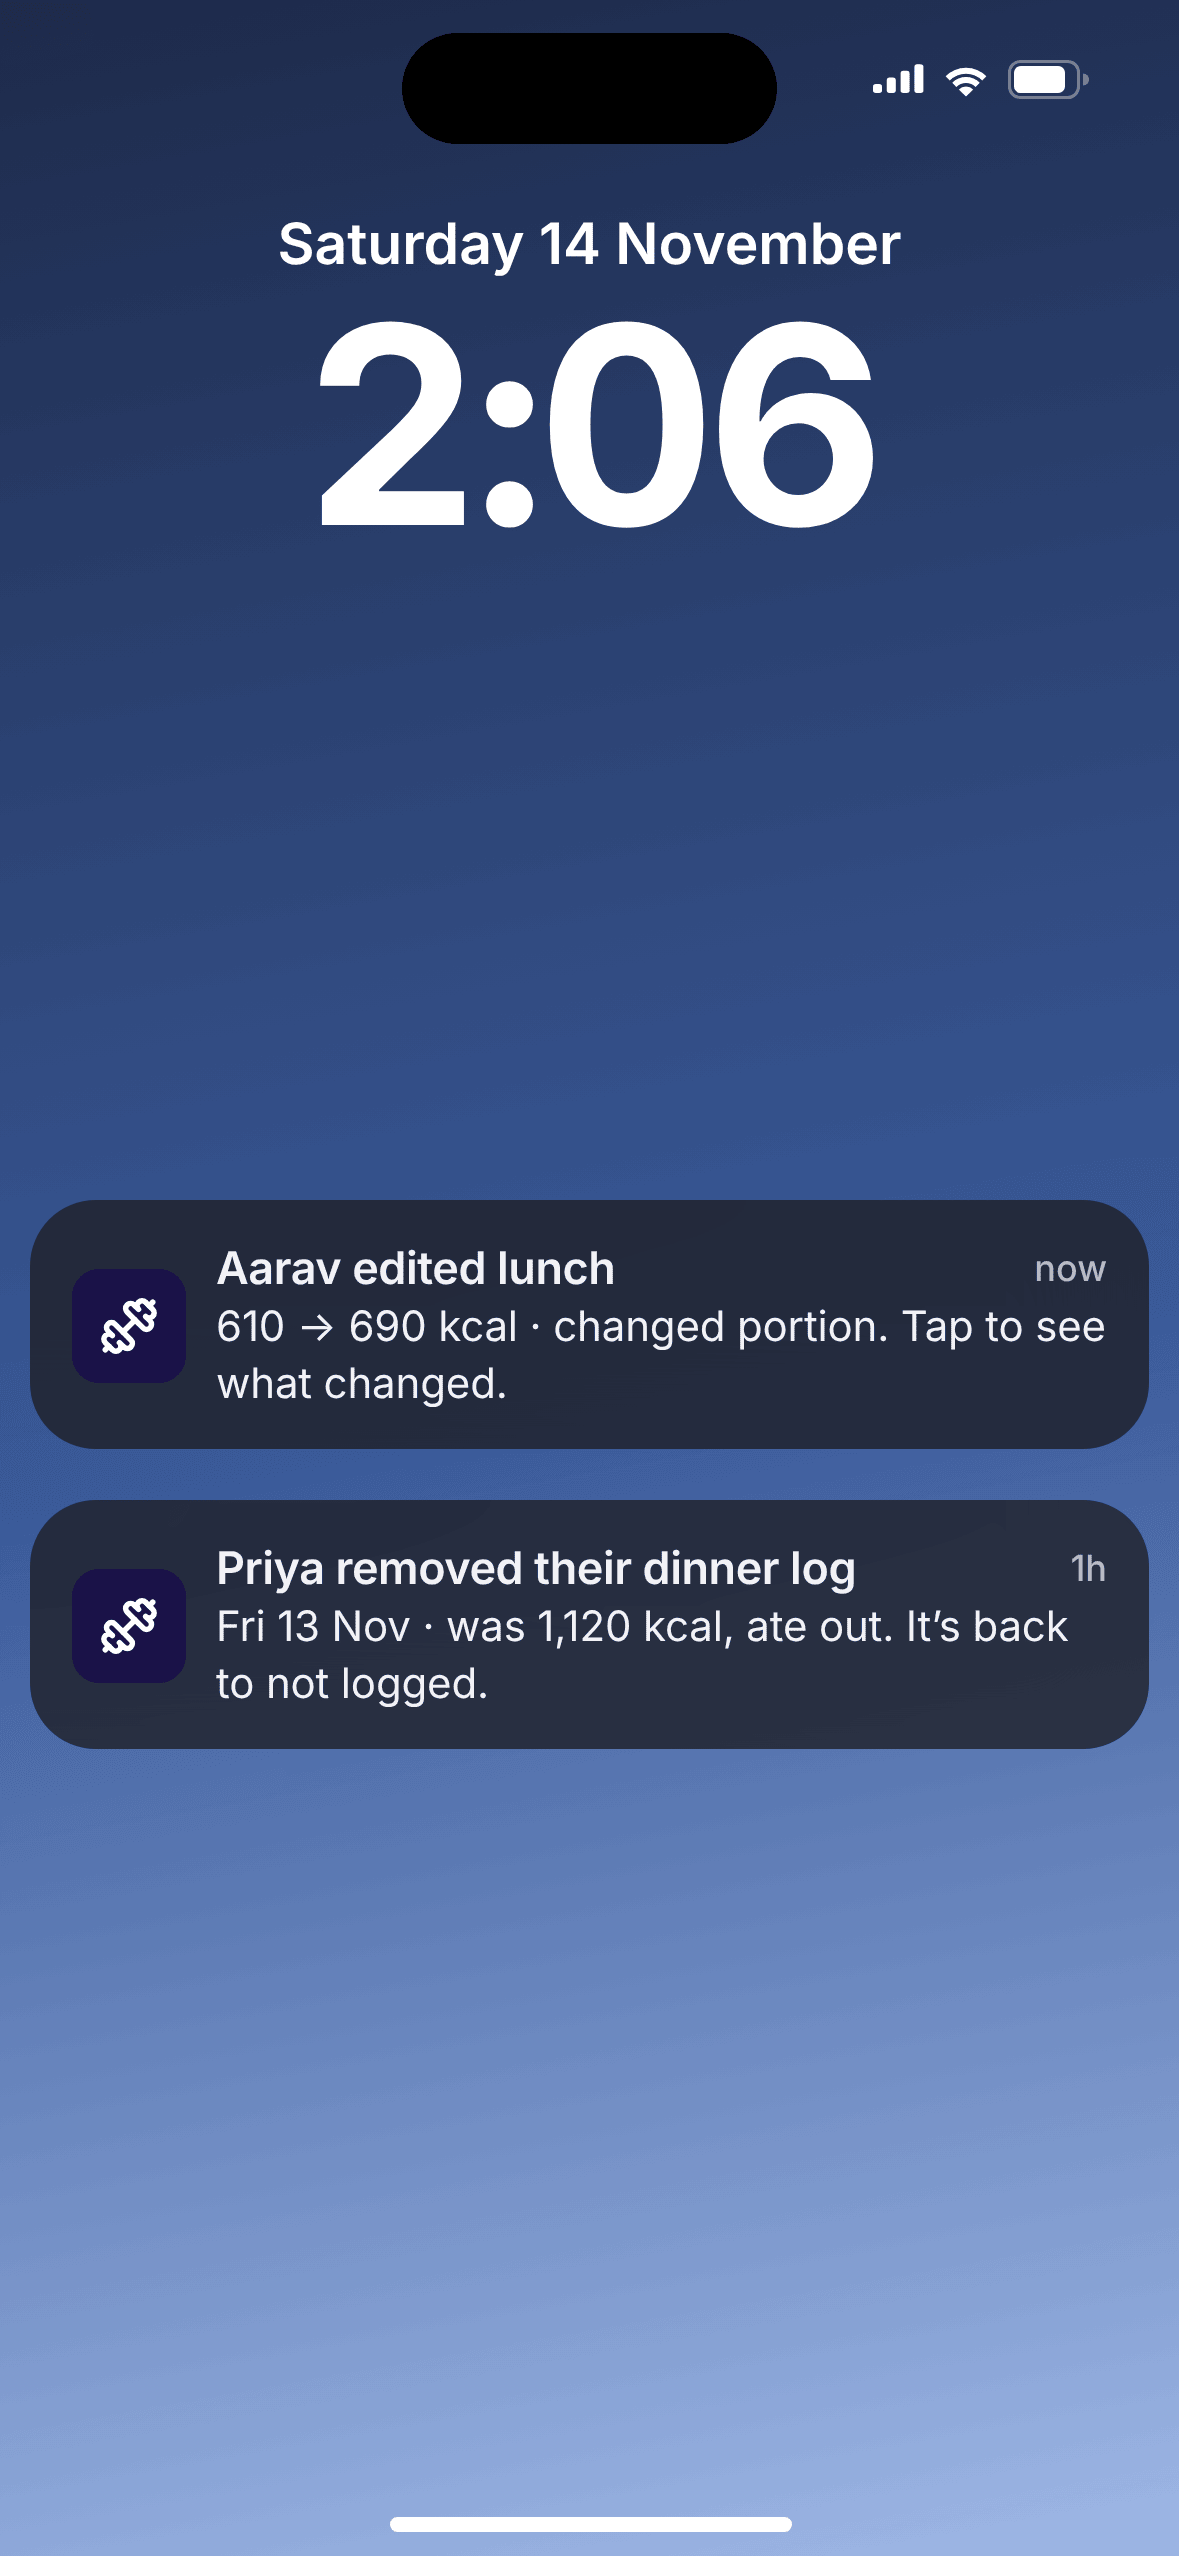 Saturday 14 November
2:06
Aarav edited lunch
now
610 → 690 kcal · changed portion. Tap to see
what changed.
Priya removed their dinner log
1h
Fri 13 Nov · was 1,120 kcal, ate out. It’s back
to not logged.